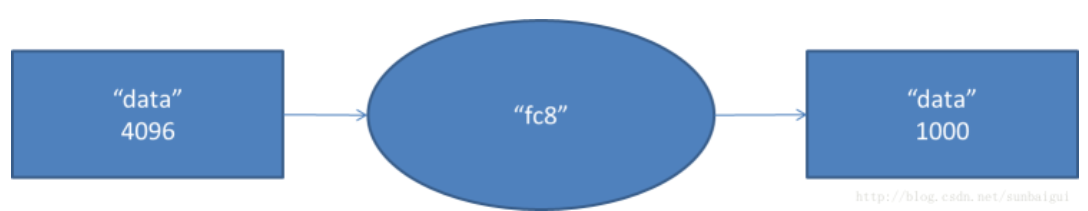 “data”
4096
“fc8”
“data”
1000
http://blog.csdn.net/sunbaigui